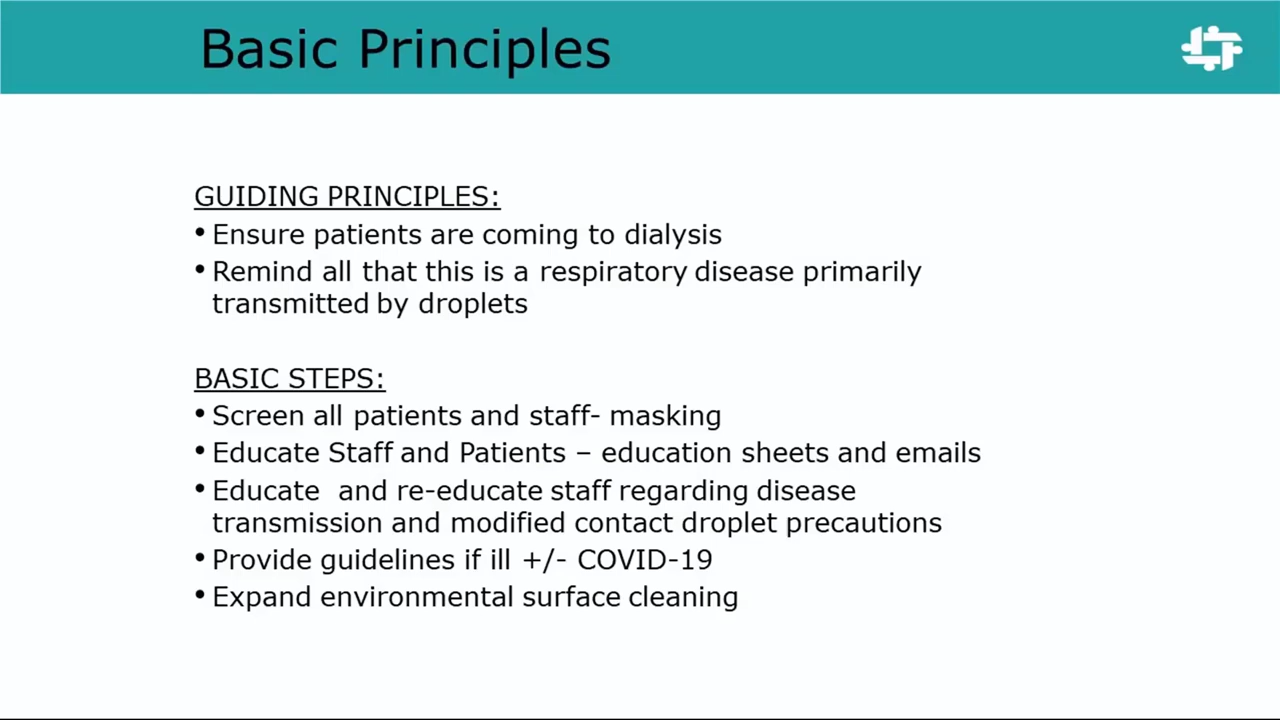 Basic Principles
GUIDING PRINCIPLES:
• Ensure patients are coming to dialysis
• Remind all that this is a respiratory disease primarily
transmitted by droplets
BASIC STEPS:
• Screen all patients and staff- masking
• Educate Staff and Patients – education sheets and emails
• Educate  and re-educate staff regarding disease
transmission and modified contact droplet precautions
• Provide guidelines if ill +/- COVID-19
• Expand environmental surface cleaning